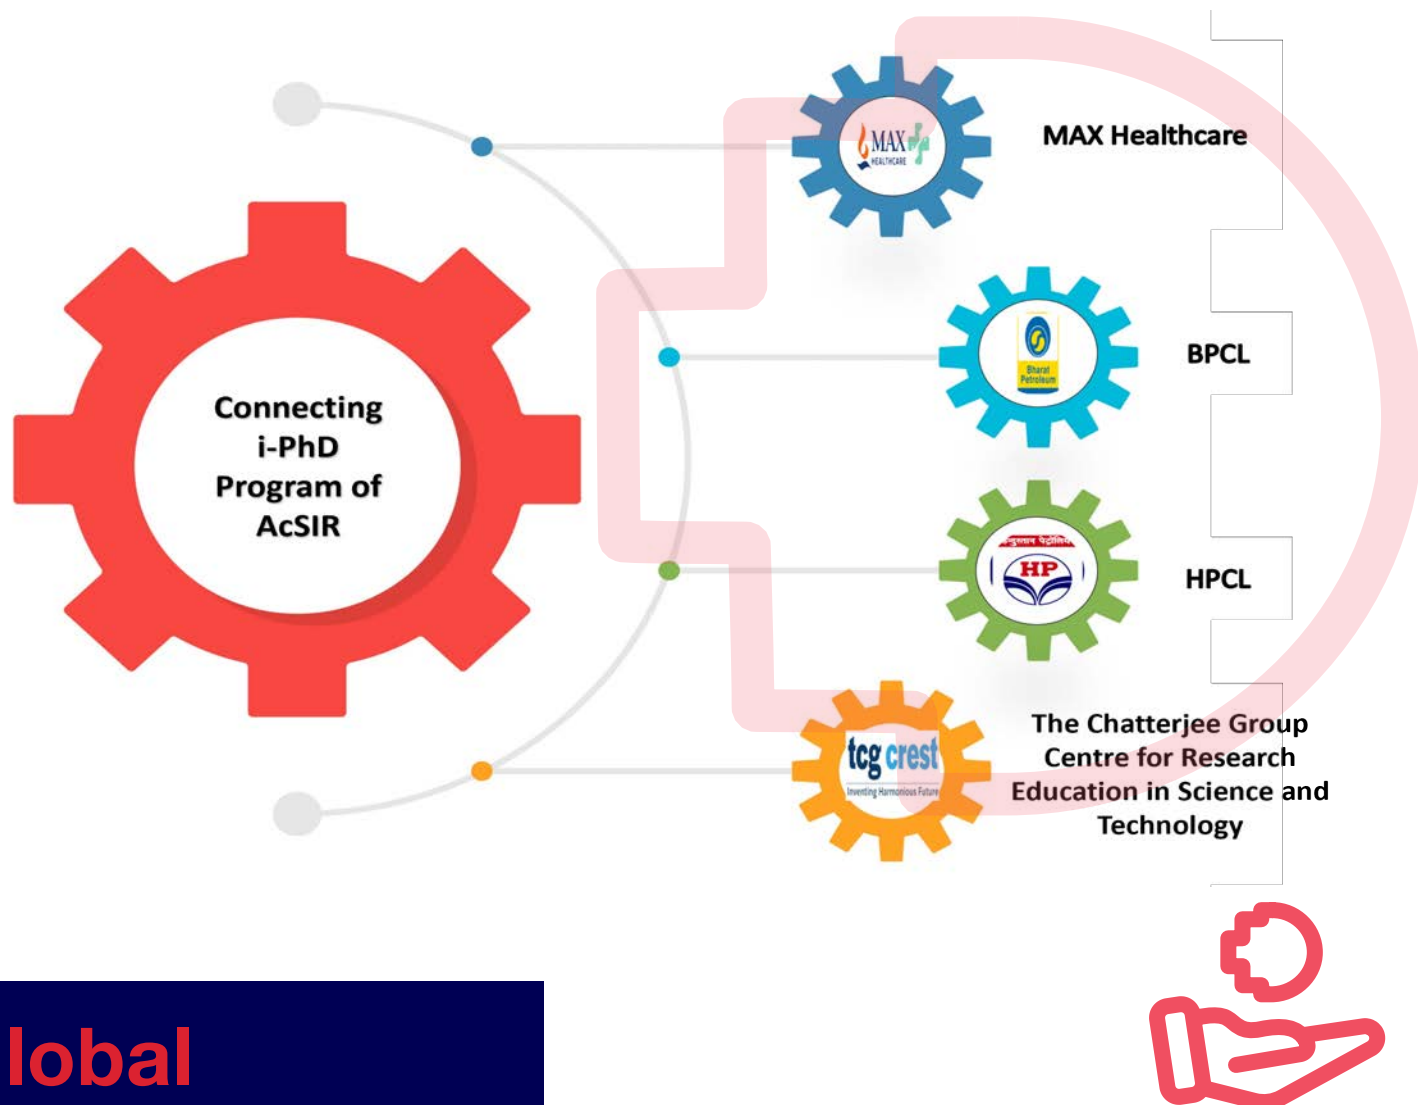 MAX
HEALTHCARE
MAX Healthcare
Bharat
Petroleum
BPCL
Connecting
i-PhD
Program of
AcSIR
HP
HPCL
tcg crest
Inventing Harmonious Future
The Chatterjee Group
Centre for Research
Education in Science and
Technology
lobal